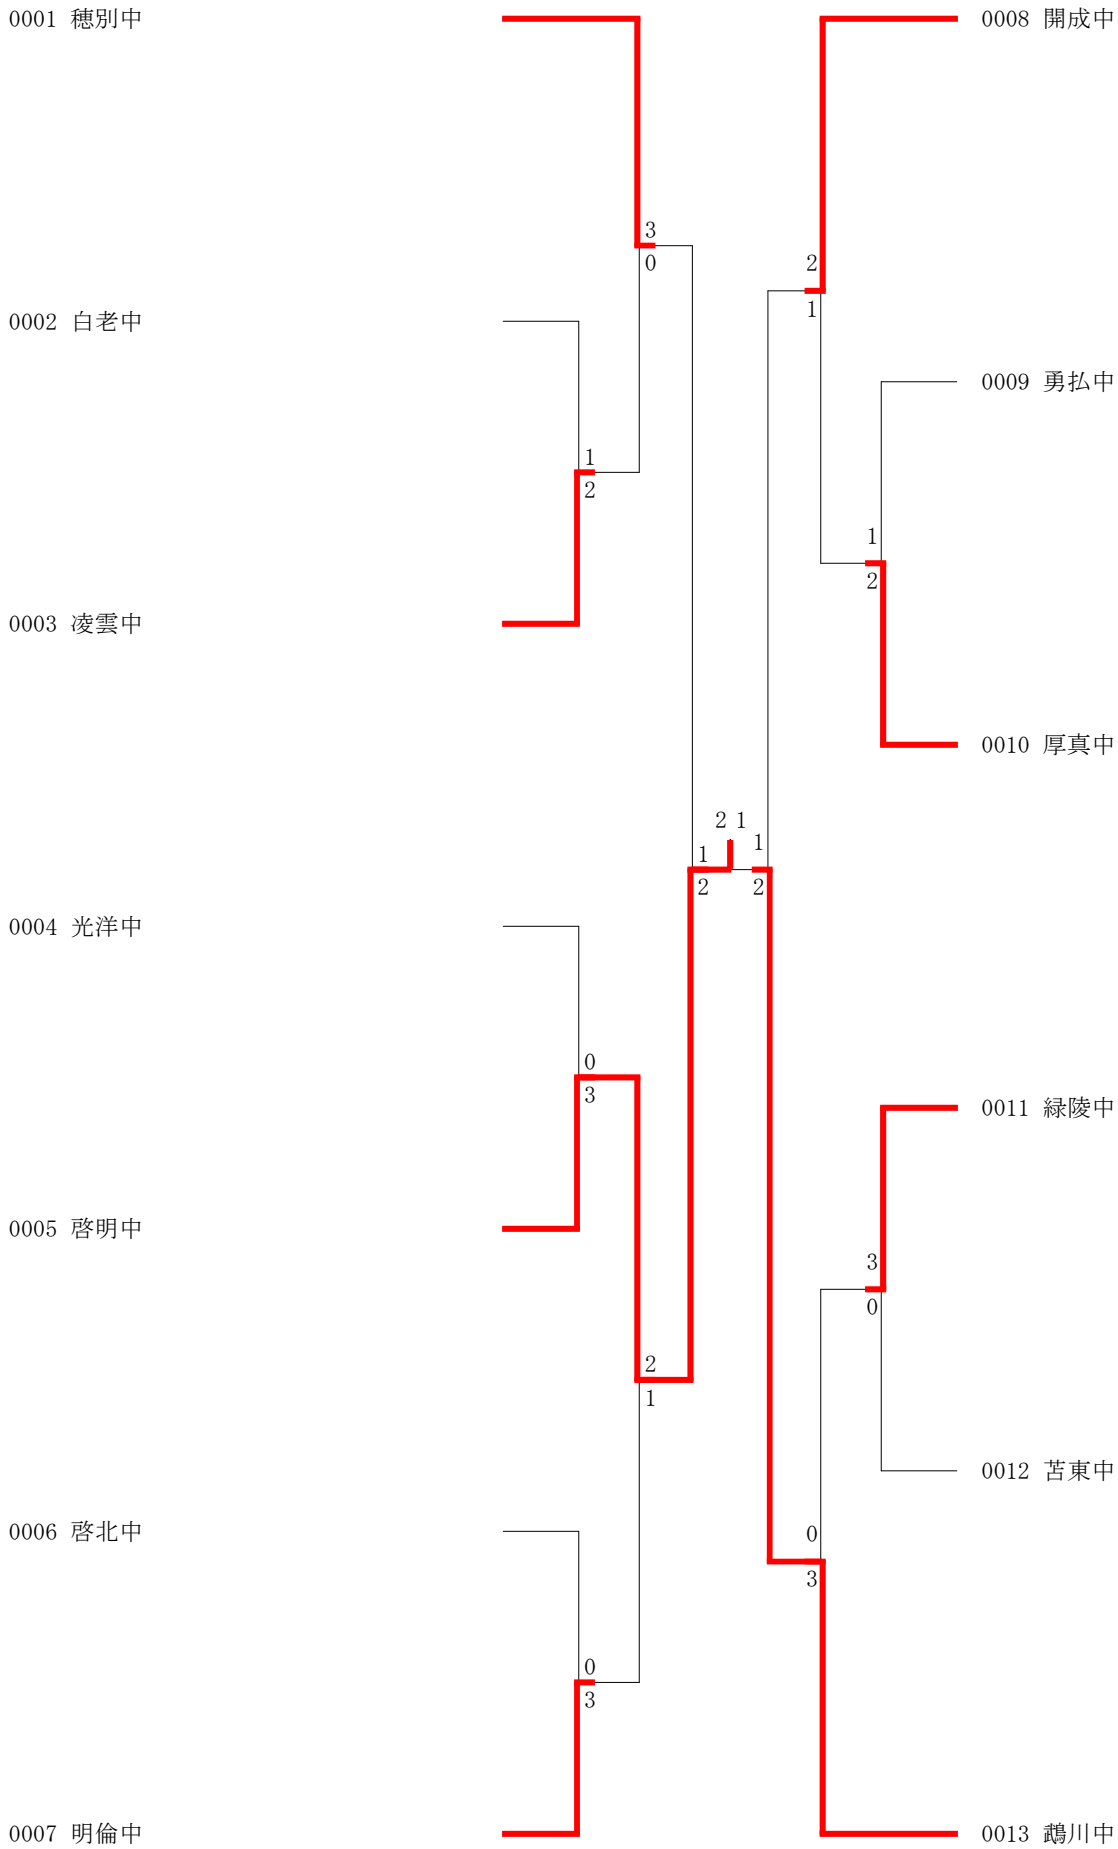 0001 穂別中
0008 開成中
3
0
2
1
0002 白老中
0009 勇払中
1
2
1
2
0003 凌雲中
0010 厚真中
2 1
1
2
1
2
0004 光洋中
0
3
0011 緑陵中
0005 啓明中
3
0
2
1
0012 苫東中
0006 啓北中
0
3
0
3
0007 明倫中
0013 鵡川中